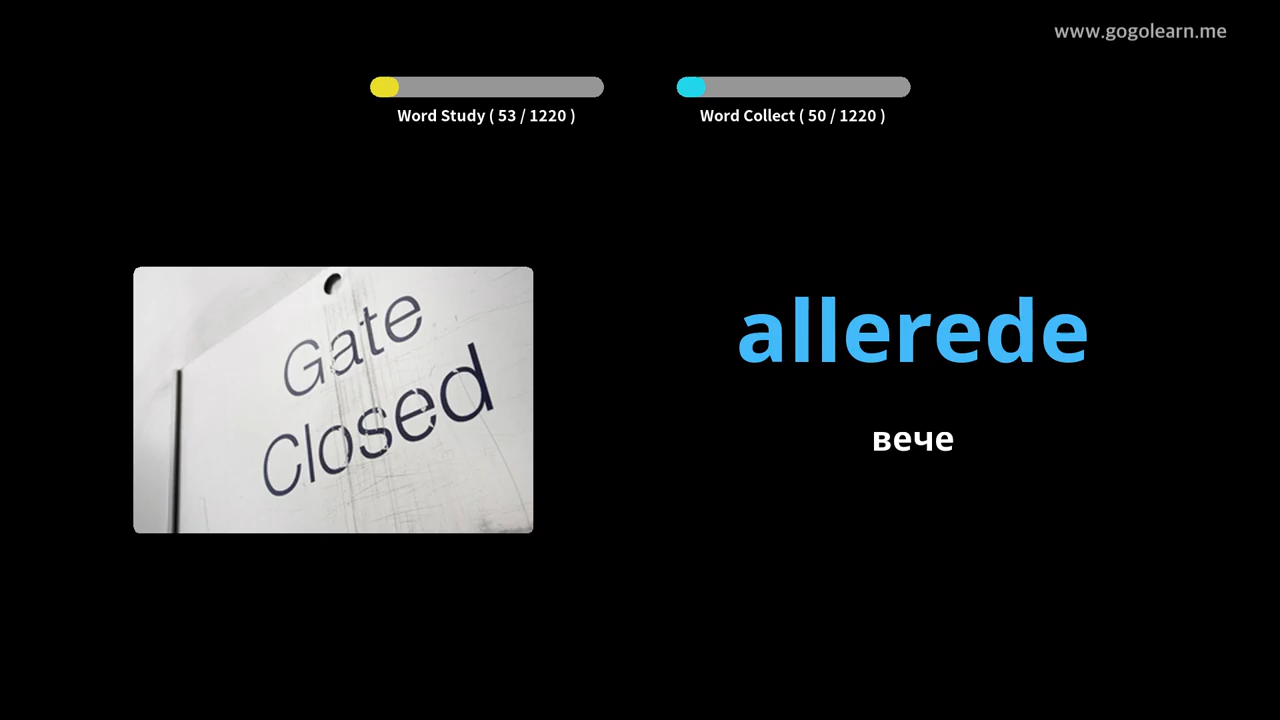 www.gogolearn.me
Word Study ( 53 / 1220 )
Word Collect ( 50 / 1220 )
Gate
Closed
allerede
вече